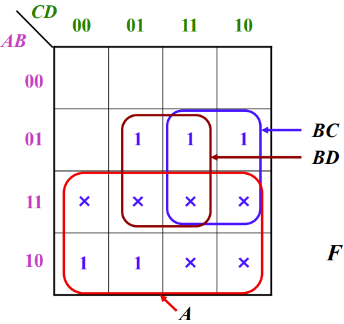 CD
AB
00 01 11 10
00
01 1 1 1 BC
BD
11 × × × ×
10 1 1 × × F
A